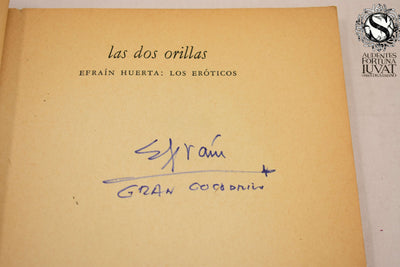 las dos orillas
EFRAÍN HUERTA: LOS ERÓTICOS
Efraín
GRAN COCODRILO
S
AUDENTES
FORTUNA
IUVAT